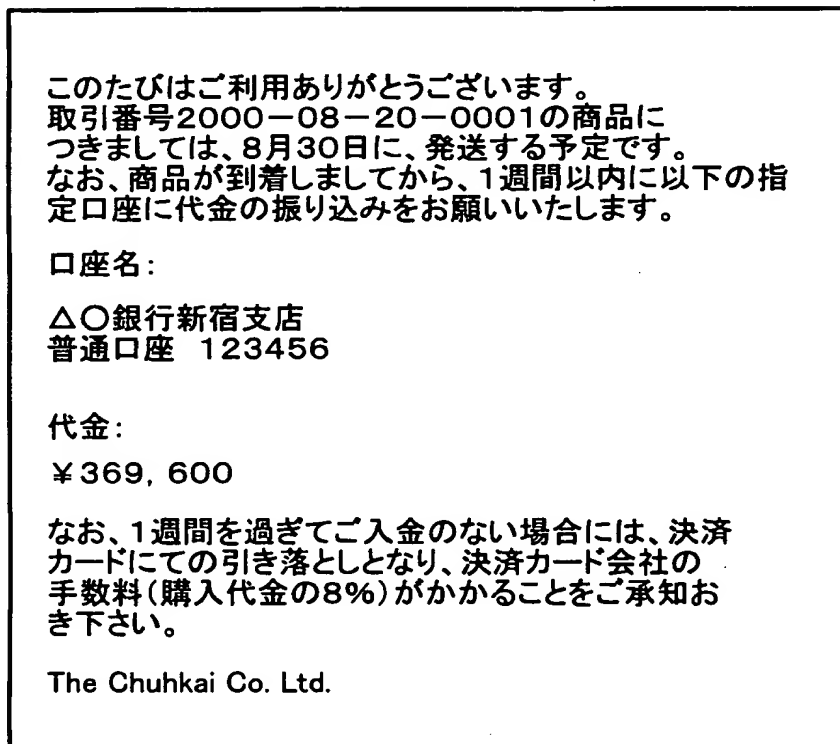 このたびはご利用ありがとうございます。
取引番号2000－08－20－0001の商品に
つきましては、8月30日に、発送する予定です。
なお、商品が到着しましてから、1週間以内に以下の指
定口座に代金の振り込みをお願いいたします。
口座名：
△〇銀行新宿支店
普通口座 123456
代金：
￥369, 600
なお、1週間を過ぎてご入金のない場合には、決済
カードにての引き落としとなり、決済カード会社の
手数料(購入代金の8%)がかかることをご承知お
き下さい。
The Chuhkai Co. Ltd.